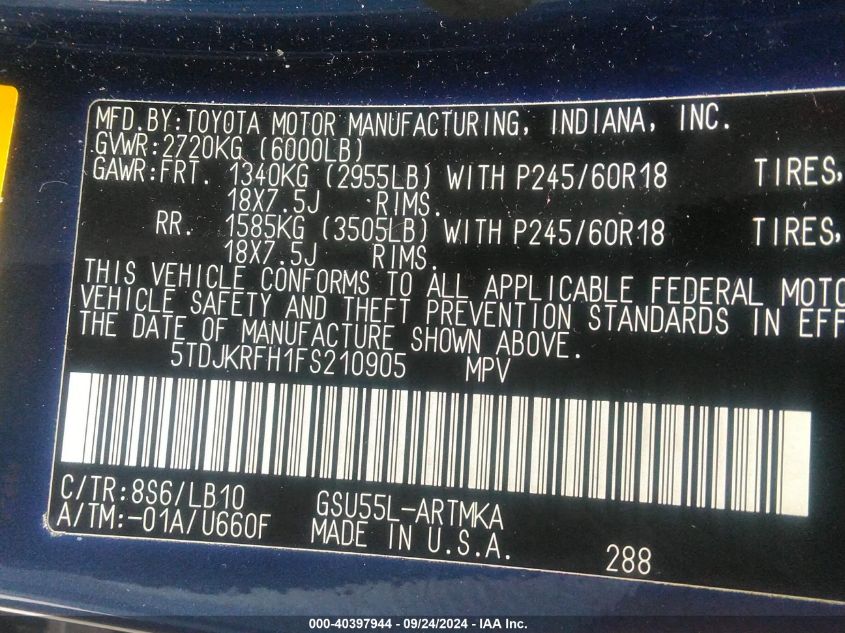 MFD.BY:TOYOTA MOTOR MANUFACTURING, INDIANA, INC.
GVWR:2720KG (6000LB)
GAWR:FRT. 1340KG (2955LB) WITH P245/60R18 TIRES,
18X7.5J RIMS.
RR. 1585KG (3505LB) WITH P245/60R18 TIRES,
18X7.5J RIMS.
THIS VEHICLE CONFORMS TO ALL APPLICABLE FEDERAL MOTO
VEHICLE SAFETY AND THEFT PREVENTION STANDARDS IN EFF
THE DATE OF MANUFACTURE SHOWN ABOVE.
5TDJKRFH1FS210905 MPV
C/TR:8S6/LB10 GSU55L-ARTMKA
A/TM:-01A/U660F MADE IN U.S.A. 288
000-40397944 - 09/24/2024 - IAA Inc.